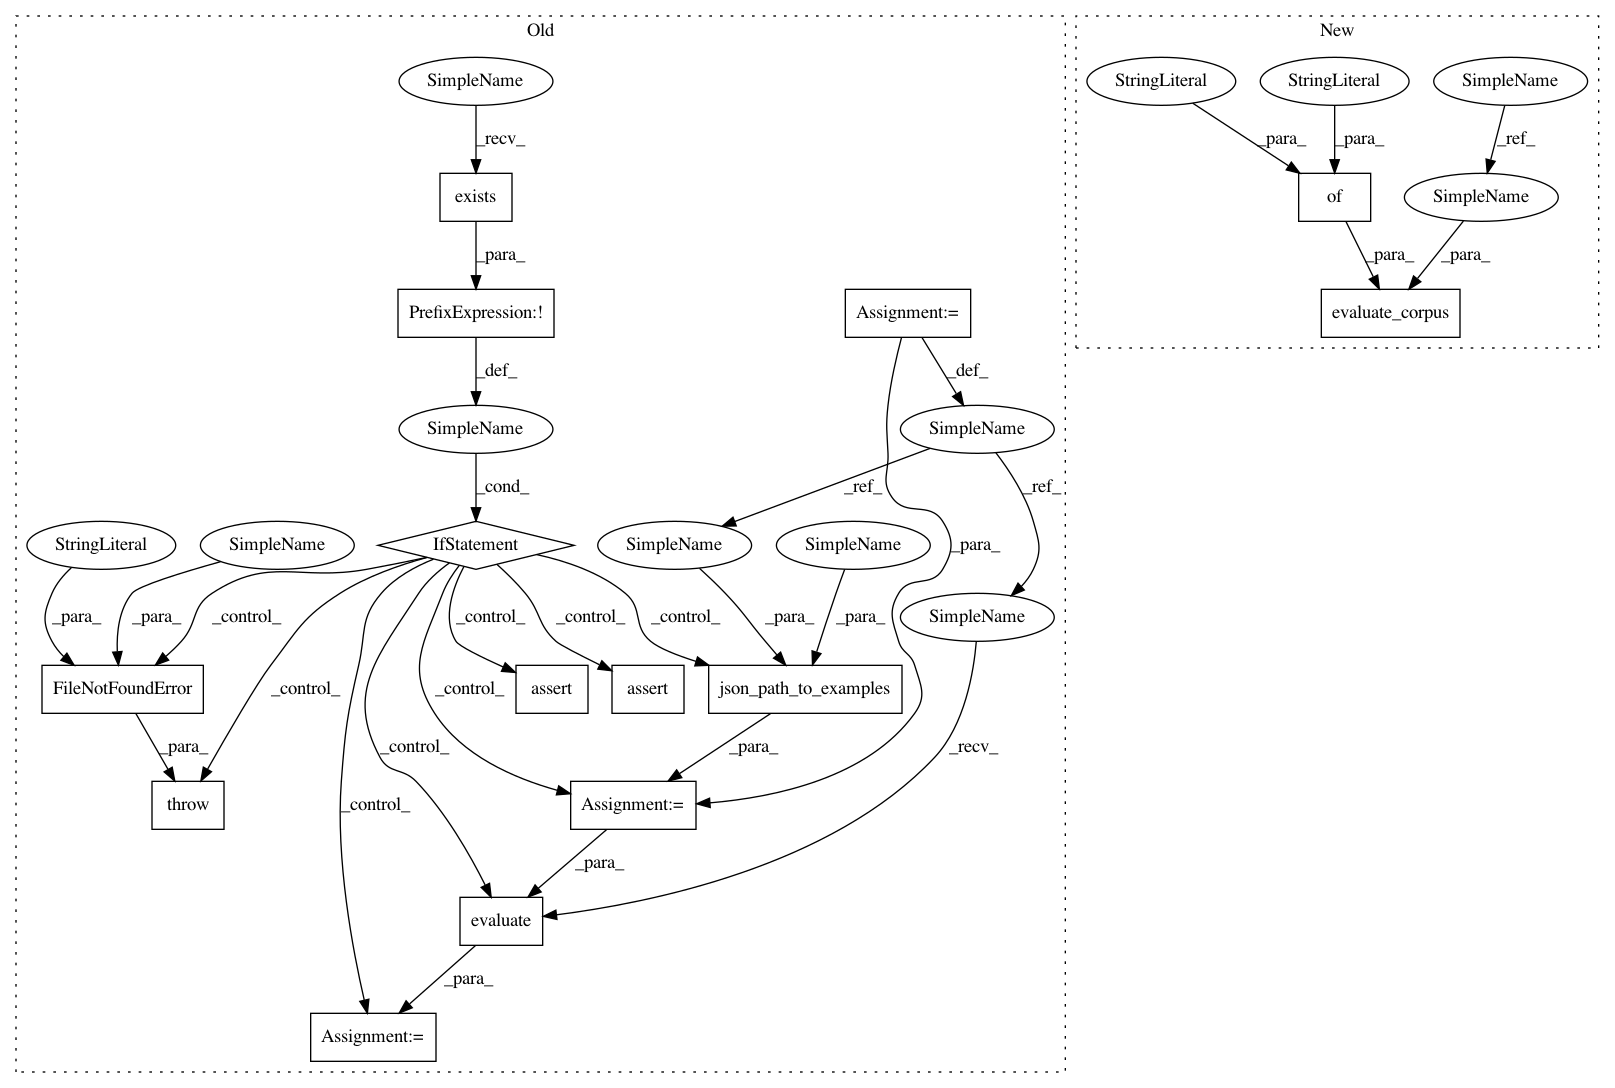 Old
New
SimpleName
StringLiteral
StringLiteral
SimpleName
_recv_
_para_
_para_
_ref_
exists
of
SimpleName
_para_
_para_
_para_
PrefixExpression:!
Assignment:=
evaluate_corpus
_def_
_def_
SimpleName
SimpleName
_cond_
_ref_
_ref_
StringLiteral
SimpleName
IfStatement
SimpleName
SimpleName
_para_
_para_
_para_
_control_
_control_
_control_
_para_
_para_
SimpleName
FileNotFoundError
_control_
_control_
assert
assert
json_path_to_examples
_para_
_control_
_para_
_recv_
throw
_control_
Assignment:=
_para_
evaluate
_para_
Assignment:=